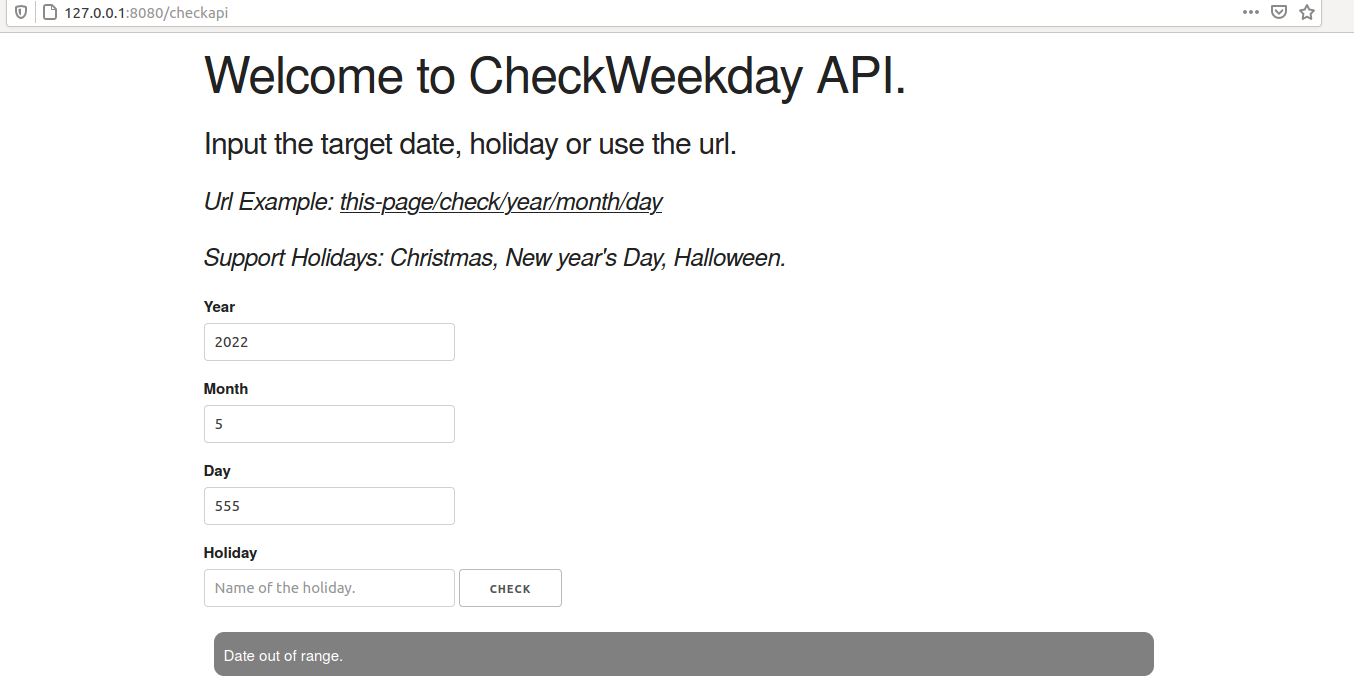 127.0.0.1:8080/checkapi
Welcome to CheckWeekday API.
Input the target date, holiday or use the url.
Url Example: this-page/check/year/month/day
Support Holidays: Christmas, New year's Day, Halloween.
Year
2022
Month
5
Day
555
Holiday
Name of the holiday. CHECK
Date out of range.